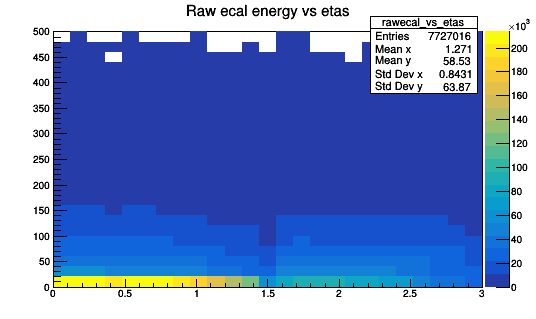 Raw ecal energy vs etas
rawecal_vs_etas
Entries 7727016
Mean x 1.271
Mean y 58.53
Std Dev x 0.8431
Std Dev y 63.87
×10³
500
450
400
350
300
250
200
150
100
50
0
0 0.5 1 1.5 2 2.5 3
200
180
160
140
120
100
80
60
40
20
0